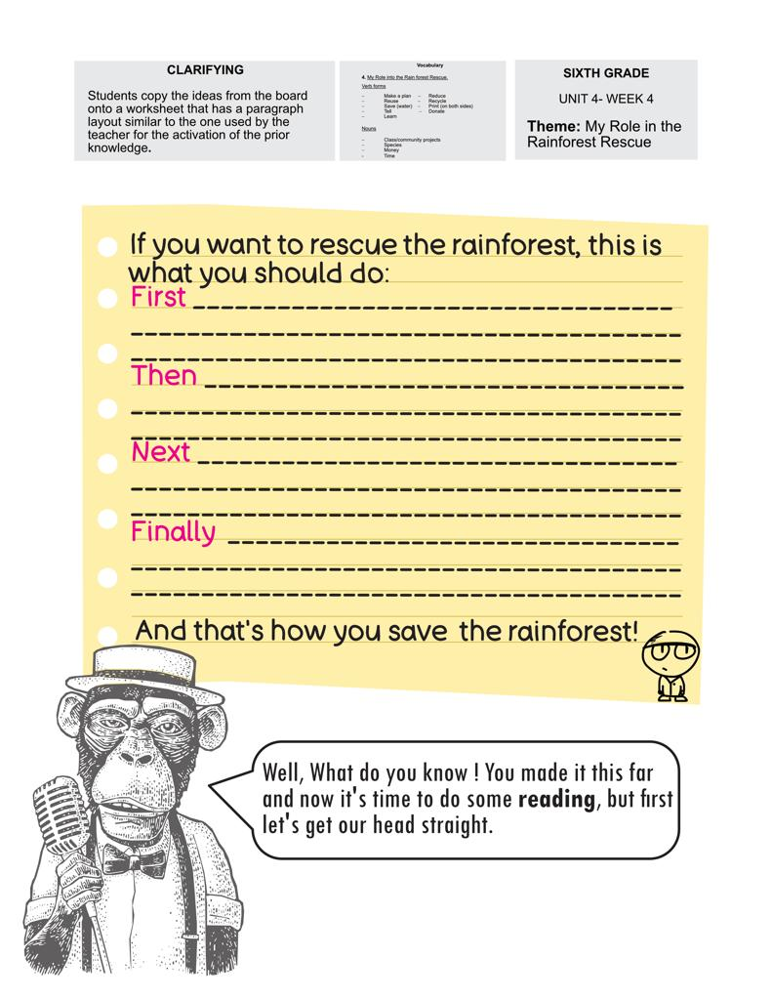 CLARIFYING
Students copy the ideas from the board
onto a worksheet that has a paragraph
layout similar to the one used by the
teacher for the activation of the prior
knowledge.
Vocabulary
4. My Role into the Rain forest Rescue.
Verb forms
- Make a plan - Reduce
- Reuse - Recycle
- Save (water) - Print (on both sides)
- Tell - Donate
- Learn
Nouns
- Class/community projects
- Species
- Money
- Time
SIXTH GRADE
UNIT 4- WEEK 4
Theme: My Role in the
Rainforest Rescue
If you want to rescue the rainforest, this is
what you should do:
First
Then
Next
Finally
And that's how you save the rainforest!
Well, What do you know ! You made it this far
and now it's time to do some reading, but first
let's get our head straight.